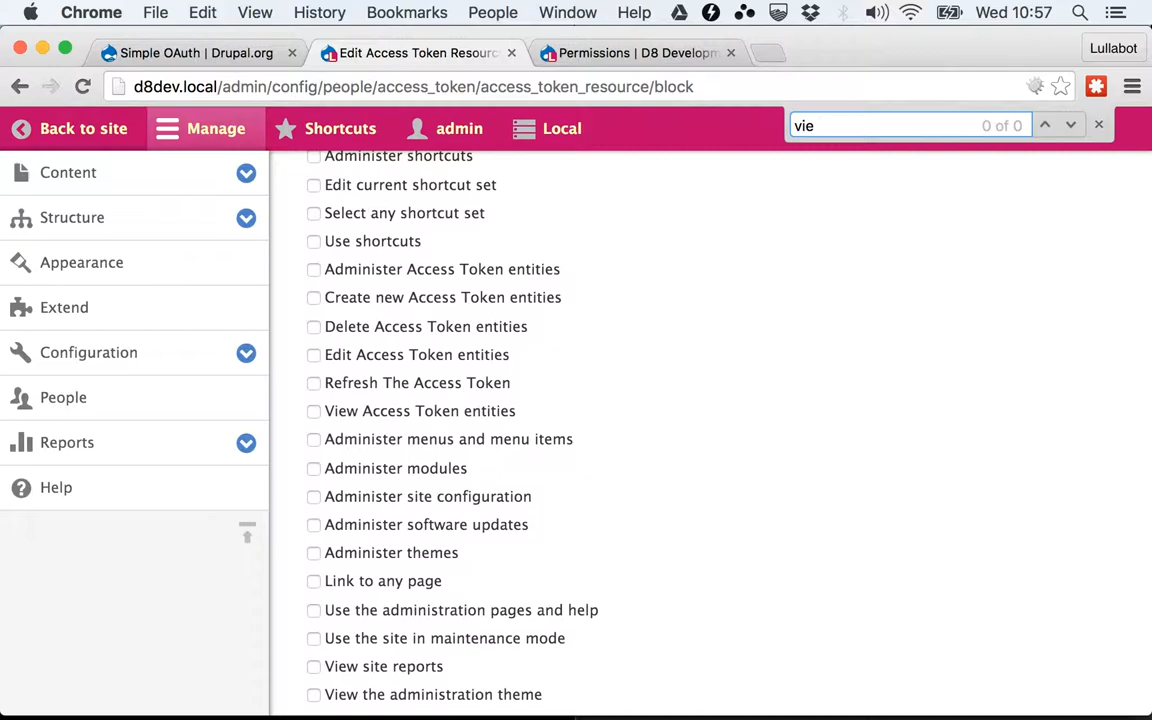 Chrome File Edit View History Bookmarks People Window Help Wed 10:57
Simple OAuth | Drupal.org Edit Access Token Resourc Permissions | D8 Developm Lullabot
d8dev.local/admin/config/people/access_token/access_token_resource/block
Back to site Manage Shortcuts admin Local vie 0 of 0
Content
Structure
Appearance
Extend
Configuration
People
Reports
Help
Administer shortcuts
Edit current shortcut set
Select any shortcut set
Use shortcuts
Administer Access Token entities
Create new Access Token entities
Delete Access Token entities
Edit Access Token entities
Refresh The Access Token
View Access Token entities
Administer menus and menu items
Administer modules
Administer site configuration
Administer software updates
Administer themes
Link to any page
Use the administration pages and help
Use the site in maintenance mode
View site reports
View the administration theme